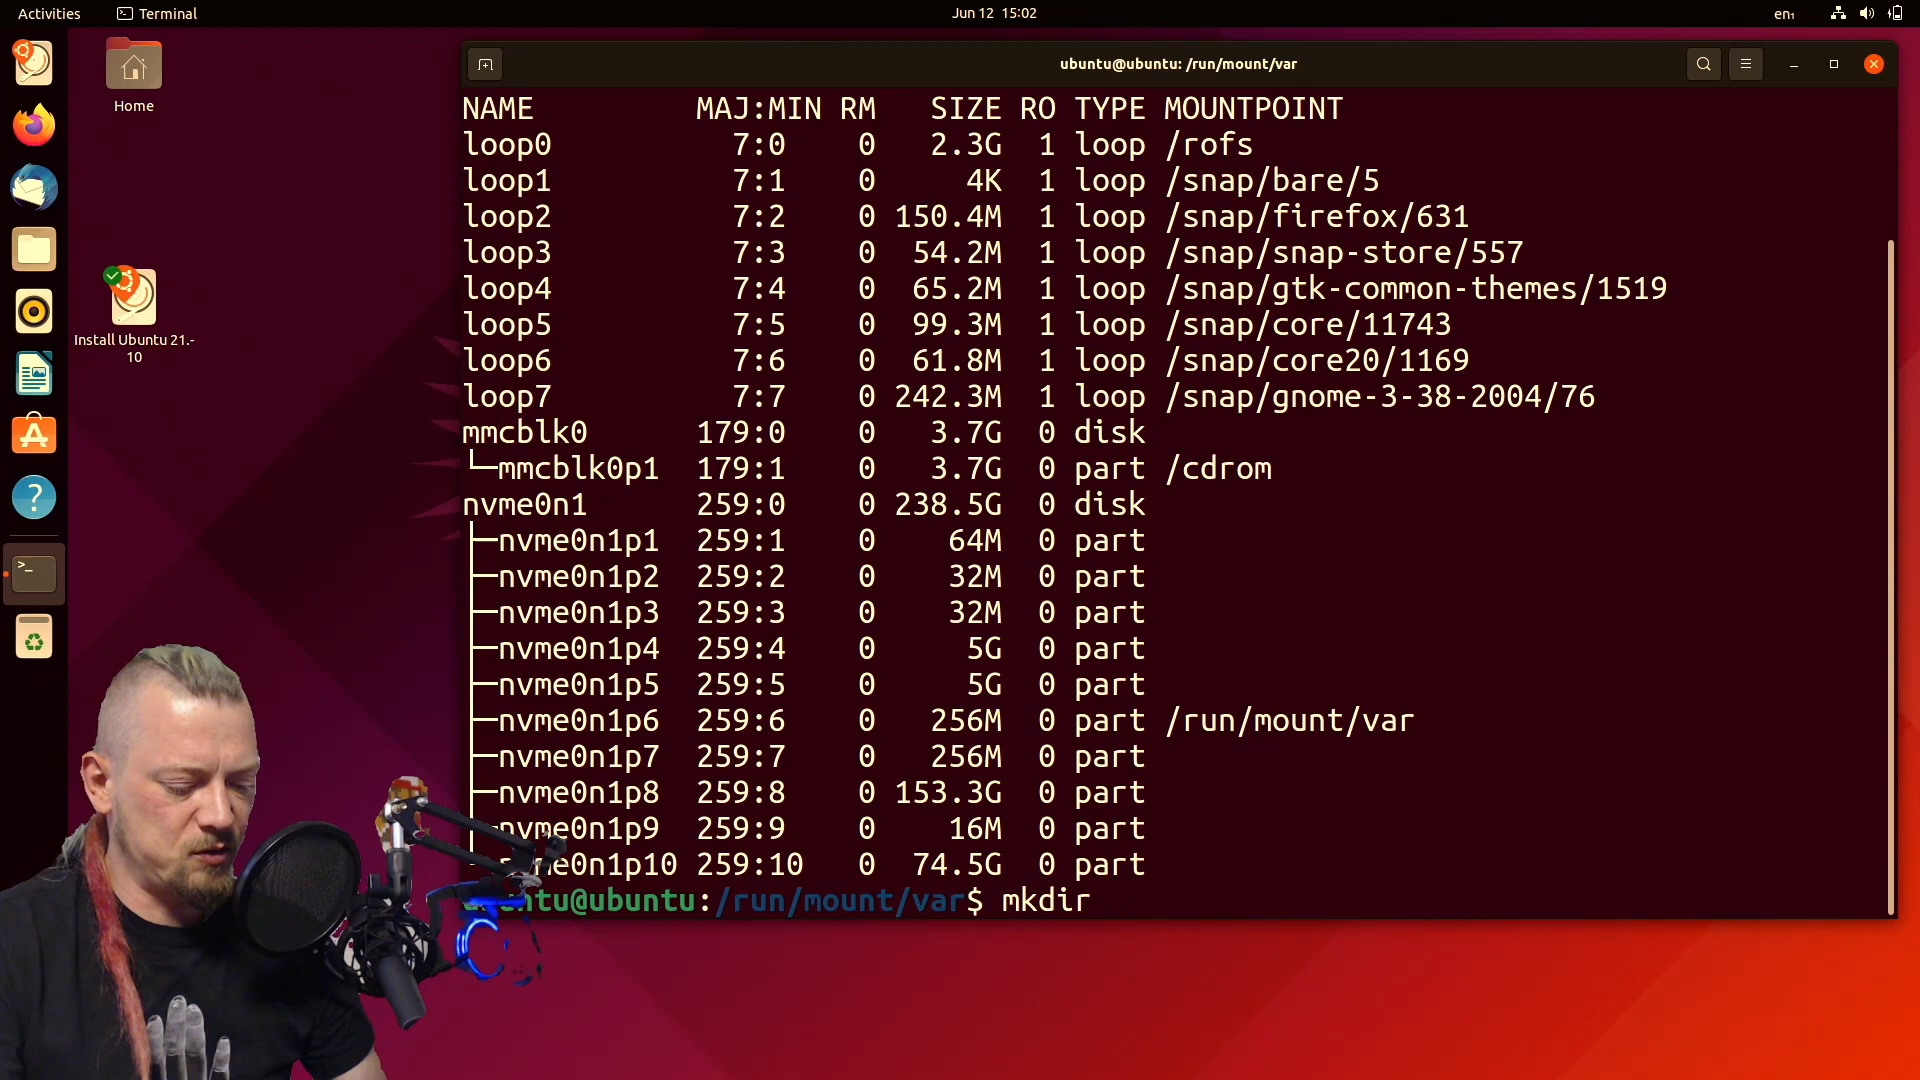 Activities
Terminal
Jun 12 15:02
en₁
Home
Install Ubuntu 21.-
10
ubuntu@ubuntu: /run/mount/var
NAME MAJ:MIN RM SIZE RO TYPE MOUNTPOINT
loop0 7:0 0 2.3G 1 loop /rofs
loop1 7:1 0 4K 1 loop /snap/bare/5
loop2 7:2 0 150.4M 1 loop /snap/firefox/631
loop3 7:3 0 54.2M 1 loop /snap/snap-store/557
loop4 7:4 0 65.2M 1 loop /snap/gtk-common-themes/1519
loop5 7:5 0 99.3M 1 loop /snap/core/11743
loop6 7:6 0 61.8M 1 loop /snap/core20/1169
loop7 7:7 0 242.3M 1 loop /snap/gnome-3-38-2004/76
mmcblk0 179:0 0 3.7G 0 disk
└─mmcblk0p1 179:1 0 3.7G 0 part /cdrom
nvme0n1 259:0 0 238.5G 0 disk
├─nvme0n1p1 259:1 0 64M 0 part
├─nvme0n1p2 259:2 0 32M 0 part
├─nvme0n1p3 259:3 0 32M 0 part
├─nvme0n1p4 259:4 0 5G 0 part
├─nvme0n1p5 259:5 0 5G 0 part
├─nvme0n1p6 259:6 0 256M 0 part /run/mount/var
├─nvme0n1p7 259:7 0 256M 0 part
├─nvme0n1p8 259:8 0 153.3G 0 part
├─nvme0n1p9 259:9 0 16M 0 part
└─nvme0n1p10 259:10 0 74.5G 0 part
ubuntu@ubuntu:/run/mount/var$ mkdir